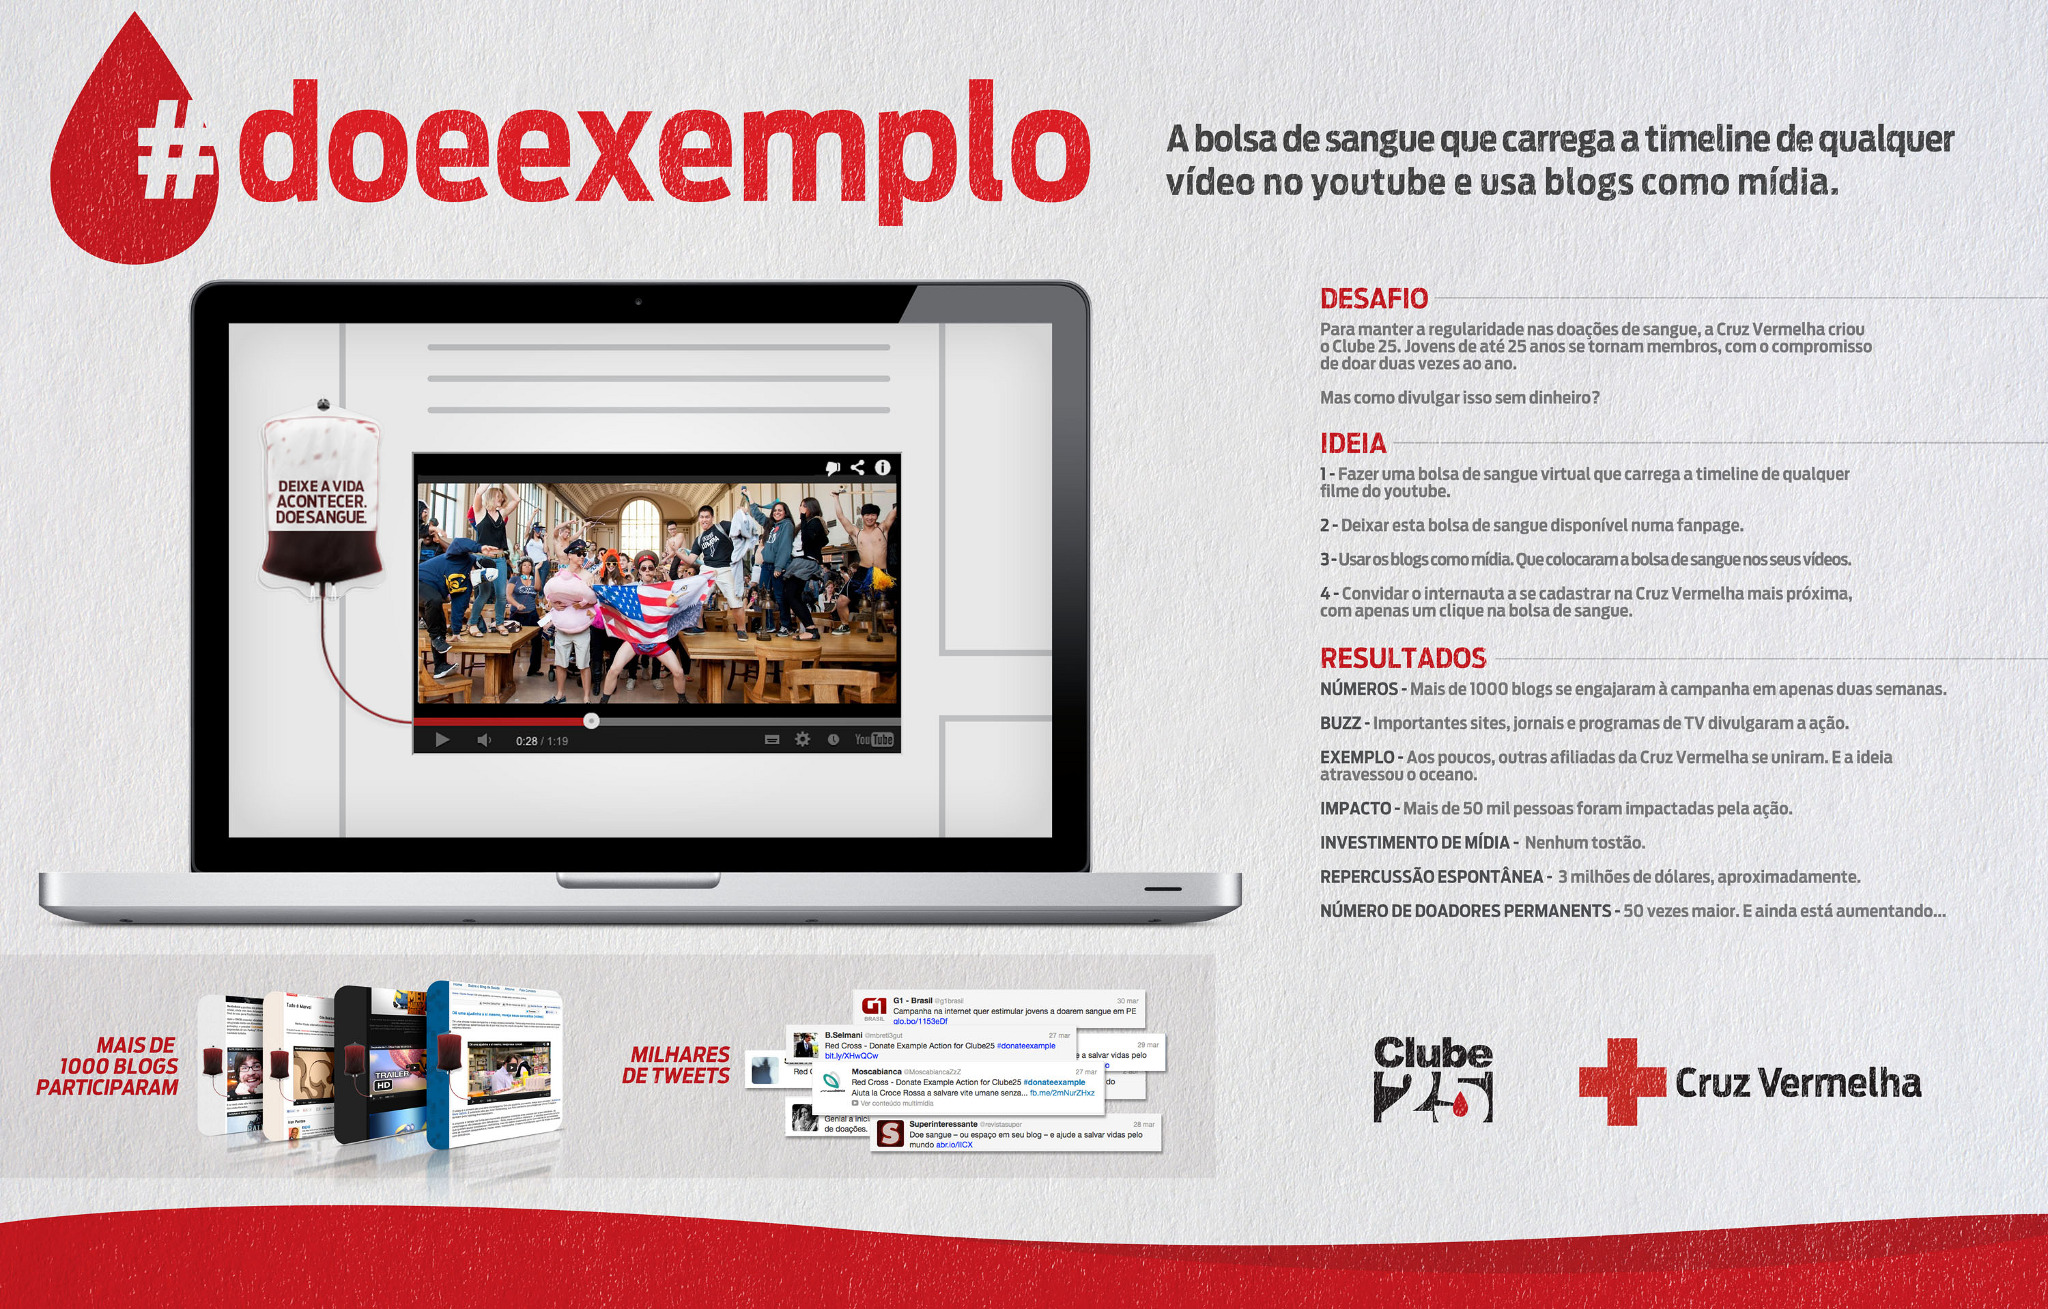 #doeexemplo
A bolsa de sangue que carrega a timeline de qualquer
vídeo no youtube e usa blogs como mídia.
DEIXE A VIDA
ACONTECER.
DOE SANGUE.
0:28 / 1:19
YouTube
DESAFIO
Para manter a regularidade nas doações de sangue, a Cruz Vermelha criou
o Clube 25. Jovens de até 25 anos se tornam membros, com o compromisso
de doar duas vezes ao ano.
Mas como divulgar isso sem dinheiro?
IDEIA
1 - Fazer uma bolsa de sangue virtual que carrega a timeline de qualquer
filme do youtube.
2 - Deixar esta bolsa de sangue disponível numa fanpage.
3 - Usar os blogs como mídia. Que colocaram a bolsa de sangue nos seus vídeos.
4 - Convidar o internauta a se cadastrar na Cruz Vermelha mais próxima,
com apenas um clique na bolsa de sangue.
RESULTADOS
NÚMEROS - Mais de 1000 blogs se engajaram à campanha em apenas duas semanas.
BUZZ - Importantes sites, jornais e programas de TV divulgaram a ação.
EXEMPLO - Aos poucos, outras afiliadas da Cruz Vermelha se uniram. E a ideia
atravessou o oceano.
IMPACTO - Mais de 50 mil pessoas foram impactadas pela ação.
INVESTIMENTO DE MÍDIA - Nenhum tostão.
REPERCUSSÃO ESPONTÂNEA - 3 milhões de dólares, aproximadamente.
NÚMERO DE DOADORES PERMANENTS - 50 vezes maior. E ainda está aumentando...
MAIS DE
1000 BLOGS
PARTICIPARAM
TRAILER
HD
MILHARES
DE TWEETS
G1
BRASIL
G1 - Brasil @g1brasil 30 mar
Campanha na internet quer estimular jovens a doarem sangue em PE
glo.bo/1153eDf
B.Selmani @mbretl3gut 27 mar
Red Cross - Donate Example Action for Clube25 #donateexample
bit.ly/XHwQCw
29 mar
e a salvar vidas pelo
Moscabianca @MoscabiancaZzZ 27 mar
Red Cross - Donate Example Action for Clube25 #donateexample
Aiuta la Croce Rossa a salvare vite umane senza... fb.me/2mNurZHxz
Ver conteúdo multimídia
Genial a inici
de doações.
S
Superinteressante @revistasuper 28 mar
Doe sangue – ou espaço em seu blog – e ajude a salvar vidas pelo
mundo abr.io/IICX
Clube
25
Cruz Vermelha